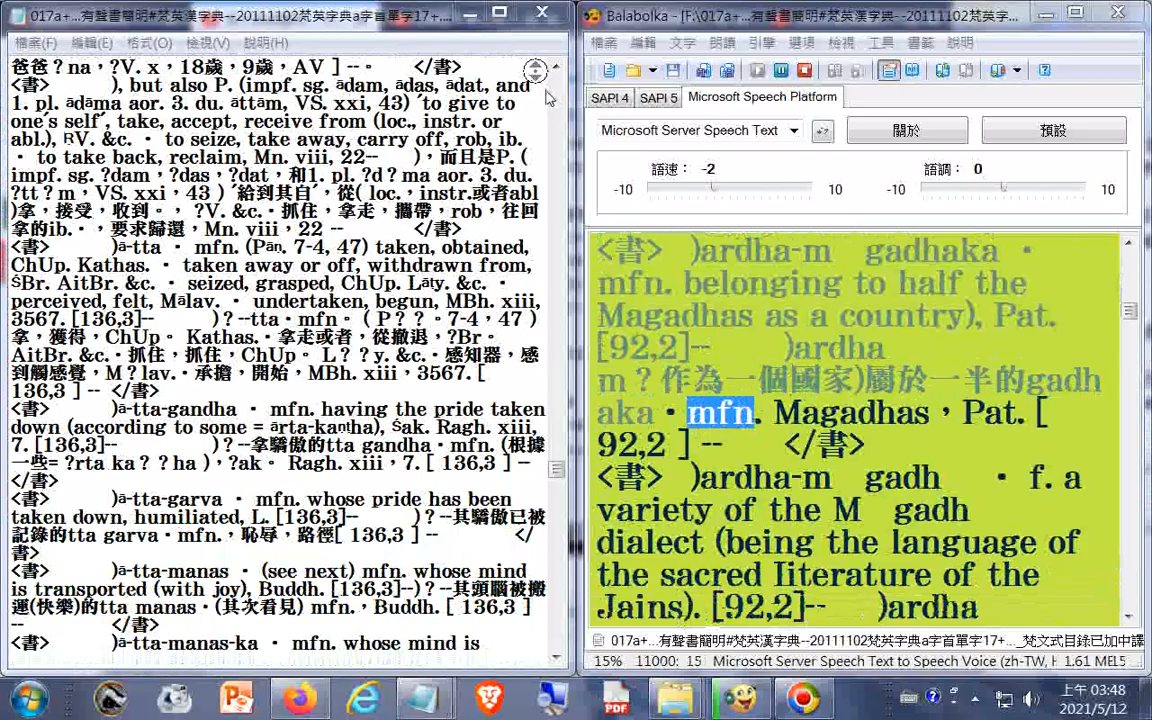 017a+...有聲書簡明#梵英漢字典--20111102梵英字典a字首單字17+...
檔案(F) 編輯(E) 格式(O) 檢視(V) 說明(H)
爸爸？na，?V. x，18歲，9歲，AV ] --。 </書>
<書> ), but also P. (impf. sg. ādam, ādas, ādat, and
1. pl. ādāma aor. 3. du. āttām, VS. xxi, 43) ʻto give to
one's selfʼ, take, accept, receive from (loc., instr. or
abl.), RV. &c. • to seize, take away, carry off, rob, ib.
• to take back, reclaim, Mn. viii, 22-- )，而且是P. (
impf. sg. ?dam，?das，?dat，和1. pl. ?d？ma aor. 3. du.
?tt？m，VS. xxi，43 ) ʻ給到其自ʼ，從( loc.，instr.或者abl
)拿，接受，收到。，?V. &c.•抓住，拿走，攜帶，rob，往回
拿的ib.•，要求歸還，Mn. viii，22 -- </書>
<書> )ā-tta • mfn. (Pāṇ. 7-4, 47) taken, obtained,
ChUp. Kathas. • taken away or off, withdrawn from,
ŚBr. AitBr. &c. • seized, grasped, ChUp. Lāṭy. &c. •
perceived, felt, Mālav. • undertaken, begun, MBh. xiii,
3567. [136,3]-- )？--tta•mfn。( P？？。7-4，47 )
拿，獲得，ChUp。Kathas.•拿走或者，從撤退，?Br。
AitBr. &c.•抓住，抓住，ChUp。L？？y. &c.•感知器，感
到觸感覺，M？lav.•承擔，開始，MBh. xiii，3567. [
136,3 ] -- </書>
<書> )ā-tta-gandha • mfn. having the pride taken
down (according to some = ārta-kaṇṭha), Śak. Ragh. xiii,
7. [136,3]-- )？--拿驕傲的tta gandha•mfn. (根據
一些= ?rta ka？？ha )，?ak。Ragh. xiii，7. [ 136,3 ] --
</書>
<書> )ā-tta-garva • mfn. whose pride has been
taken down, humiliated, L. [136,3]-- )？--其驕傲已被
記錄的tta garva•mfn.，恥辱，路徑[ 136,3 ] -- </
書>
<書> )ā-tta-manas • (see next) mfn. whose mind
is transported (with joy), Buddh. [136,3]--)？--其頭腦被搬
運(快樂)的tta manas•(其次看見) mfn.，Buddh. [ 136,3 ]
-- </書>
<書> )ā-tta-manas-ka • mfn. whose mind is
Balabolka - [F:\017a+...有聲書簡明#梵英漢字典--20111102梵英字...
檔案 編輯 文字 朗讀 引擎 選項 檢視 工具 書籤 說明
SAPI 4 SAPI 5 Microsoft Speech Platform
Microsoft Server Speech Text 關於 預設
語速： -2 語調： 0
-10 10 -10 10
<書> )ardha-m gadhaka •
mfn. belonging to half the
Magadhas as a country), Pat.
[92,2]-- )ardha
m？作為一個國家)屬於一半的gadh
aka•mfn. Magadhas，Pat. [
92,2 ] -- </書>
<書> )ardha-m gadh • f. a
variety of the M gadh
dialect (being the language of
the sacred literature of the
Jains). [92,2]-- )ardha
017a+...有聲書簡明#梵英漢字典--20111102梵英字典a字首單字17+..._梵文式目錄已加中譯
15% 11000: 15 Microsoft Server Speech Text to Speech Voice (zh-TW, H 1.61 MB
上午 03:48
2021/5/12